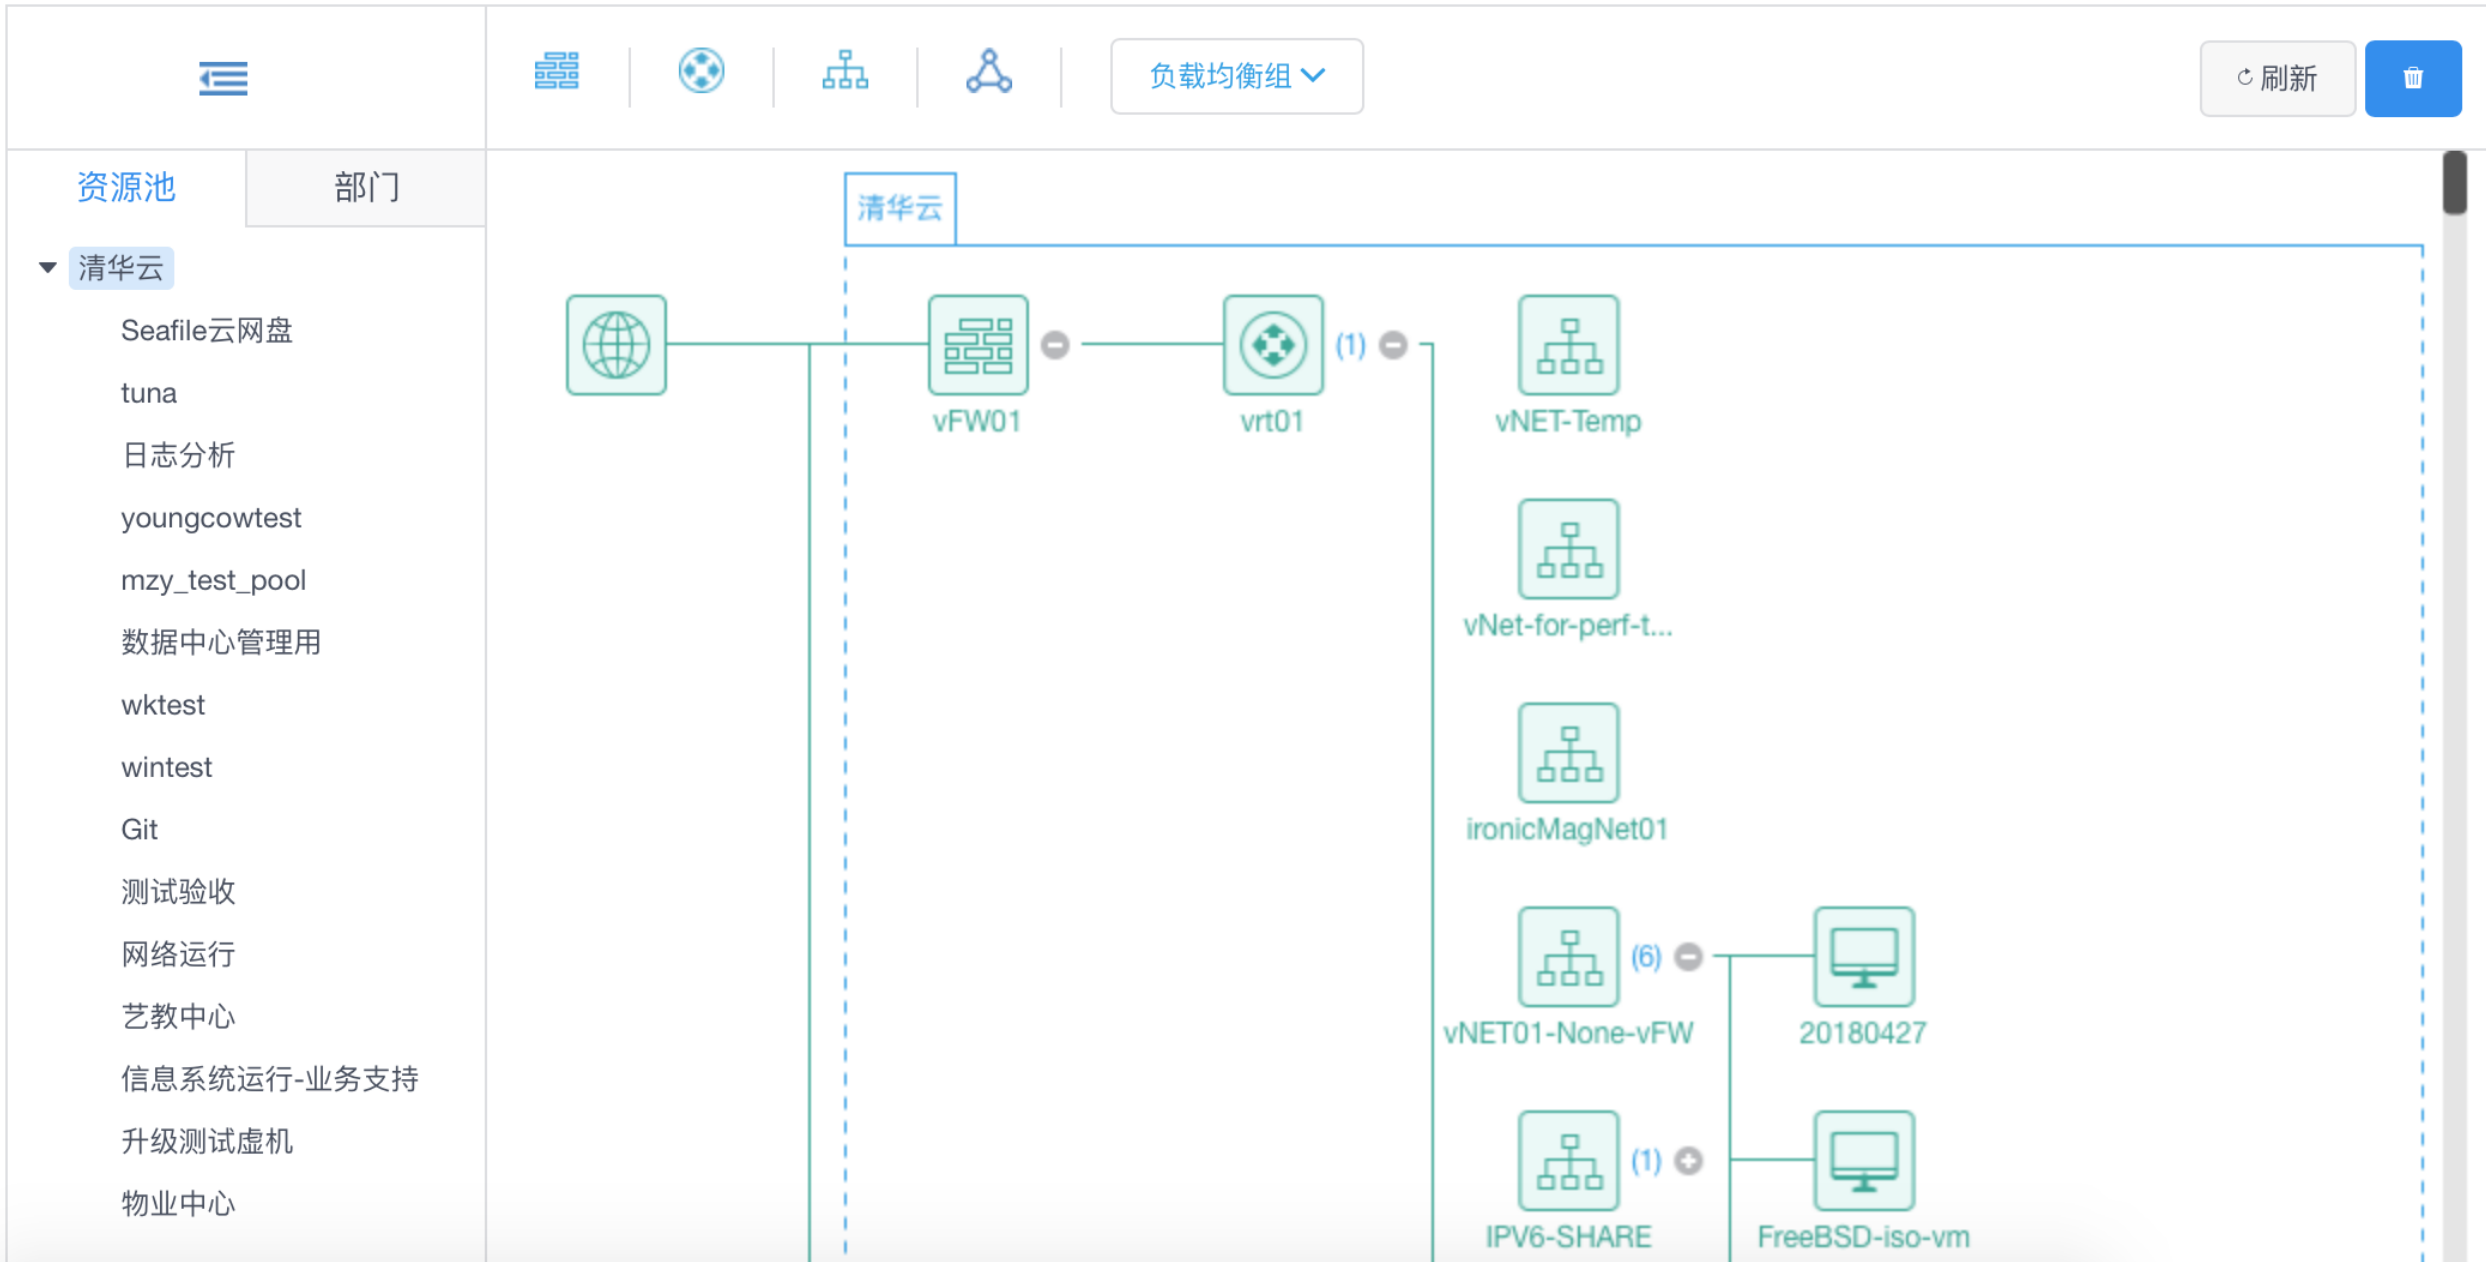 负载均衡组
刷新
资源池
部门
清华云
Seafile云网盘
tuna
日志分析
youngcowtest
mzy_test_pool
数据中心管理用
wktest
wintest
Git
测试验收
网络运行
艺教中心
信息系统运行-业务支持
升级测试虚机
物业中心
清华云
(1)
vFW01
vrt01
vNET-Temp
vNet-for-perf-t...
ironicMagNet01
(6)
vNET01-None-vFW
20180427
(1)
IPV6-SHARE
FreeBSD-iso-vm